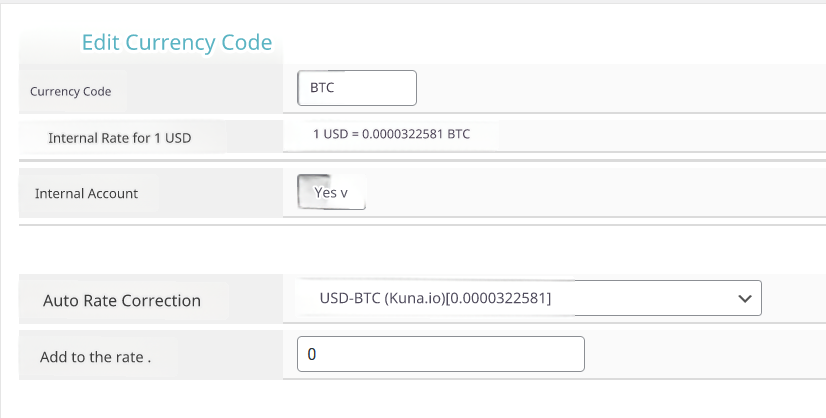 Edit Currency Code
Currency Code BTC
Internal Rate for 1 USD 1 USD = 0.0000322581 BTC
Internal Account Yes v
Auto Rate Correction USD-BTC (Kuna.io)[0.0000322581]
Add to the rate . 0